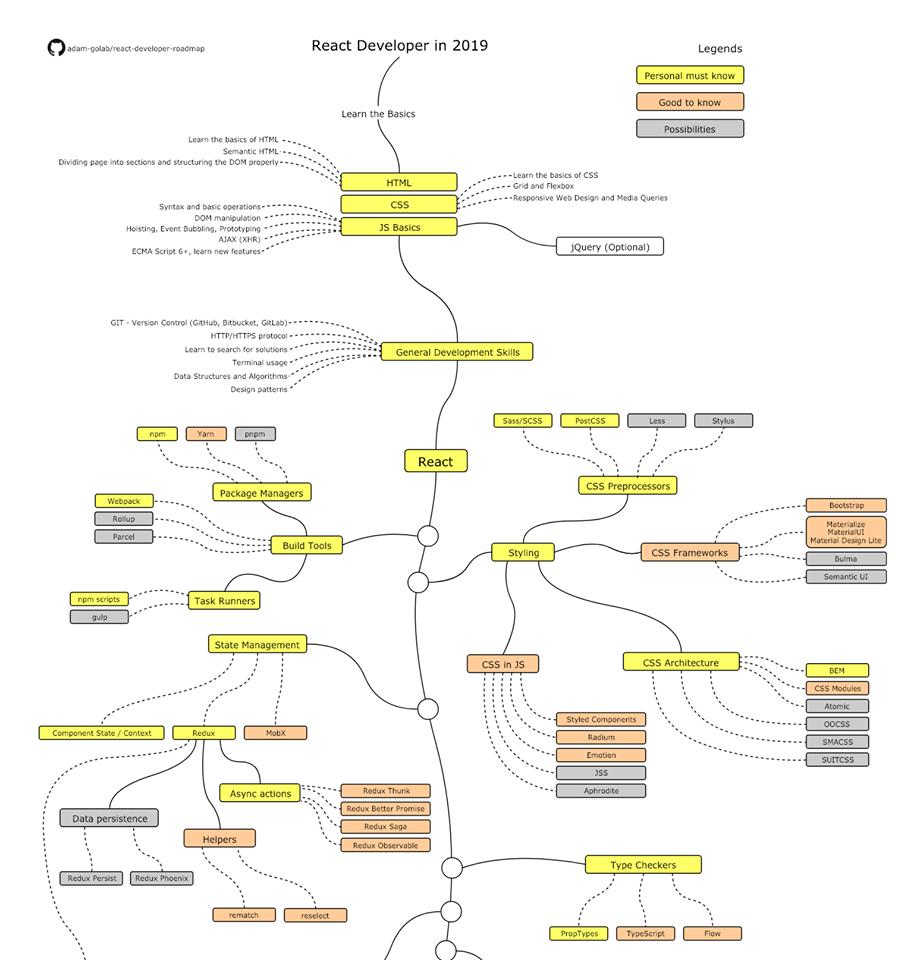 adam-golab/react-developer-roadmap
React Developer in 2019
Legends
Personal must know
Good to know
Possibilities
Learn the Basics
Learn the basics of HTML
Semantic HTML
Dividing page into sections and structuring the DOM properly
HTML
CSS
JS Basics
Learn the basics of CSS
Grid and Flexbox
Responsive Web Design and Media Queries
Syntax and basic operations
DOM manipulation
Hoisting, Event Bubbling, Prototyping
AJAX (XHR)
ECMA Script 6+, learn new features
jQuery (Optional)
GIT - Version Control (GitHub, Bitbucket, GitLab)
HTTP/HTTPS protocol
Learn to search for solutions
Terminal usage
Data Structures and Algorithms
Design patterns
General Development Skills
React
npm
Yarn
pnpm
Package Managers
Webpack
Rollup
Parcel
Build Tools
npm scripts
gulp
Task Runners
Sass/SCSS
PostCSS
Less
Stylus
CSS Preprocessors
Styling
CSS Frameworks
Bootstrap
Materialize
MaterialUI
Material Design Lite
Bulma
Semantic UI
CSS in JS
Styled Components
Radium
Emotion
JSS
Aphrodite
CSS Architecture
BEM
CSS Modules
Atomic
OOCSS
SMACSS
SUITCSS
State Management
Component State / Context
Redux
MobX
Async actions
Redux Thunk
Redux Better Promise
Redux Saga
Redux Observable
Data persistence
Redux Persist
Redux Phoenix
Helpers
rematch
reselect
Type Checkers
PropTypes
TypeScript
Flow